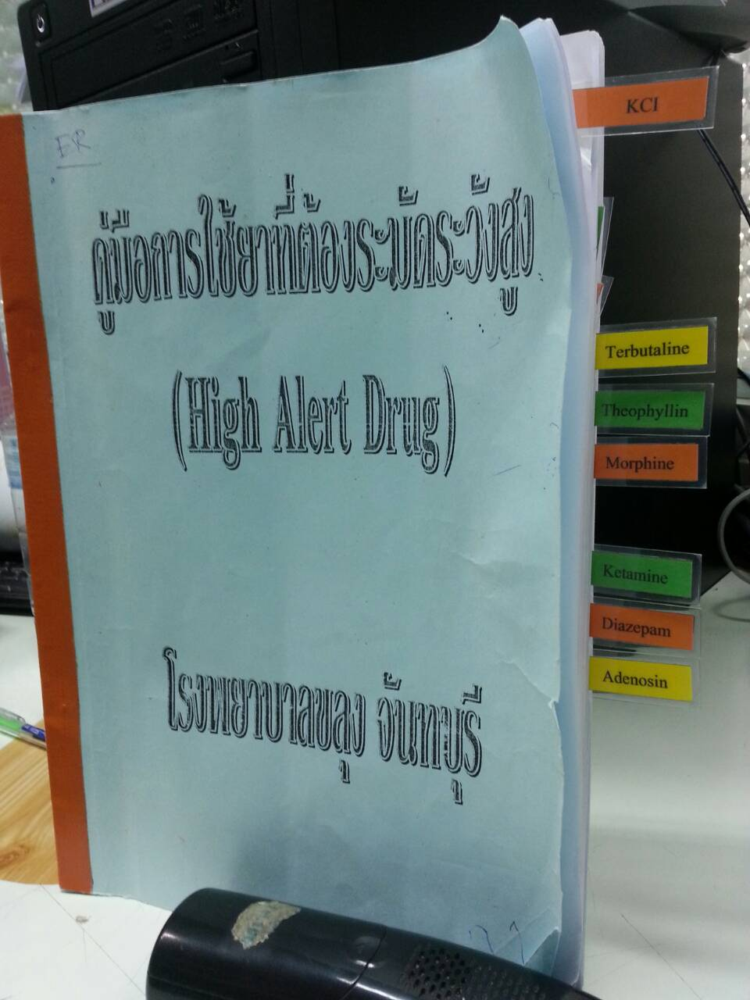 ER
คู่มือการใช้ยาที่ต้องระมัดระวังสูง
(High Alert Drug)
โรงพยาบาลขลุง จันทบุรี
KCl
Terbutaline
Theophyllin
Morphine
Ketamine
Diazepam
Adenosin